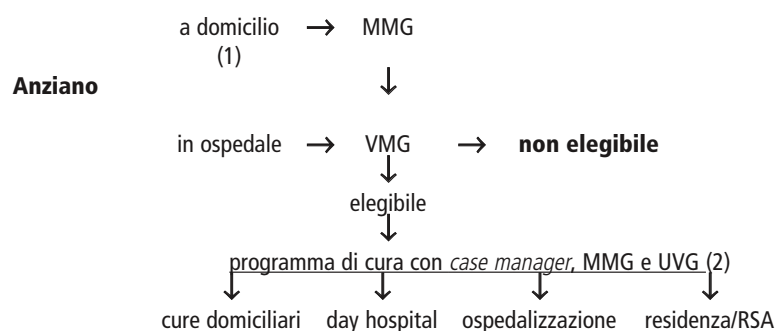 a domicilio → MMG
(1)
Anziano
in ospedale → VMG → non elegibile
elegibile
programma di cura con case manager, MMG e UVG (2)
cure domiciliari day hospital ospedalizzazione residenza/RSA